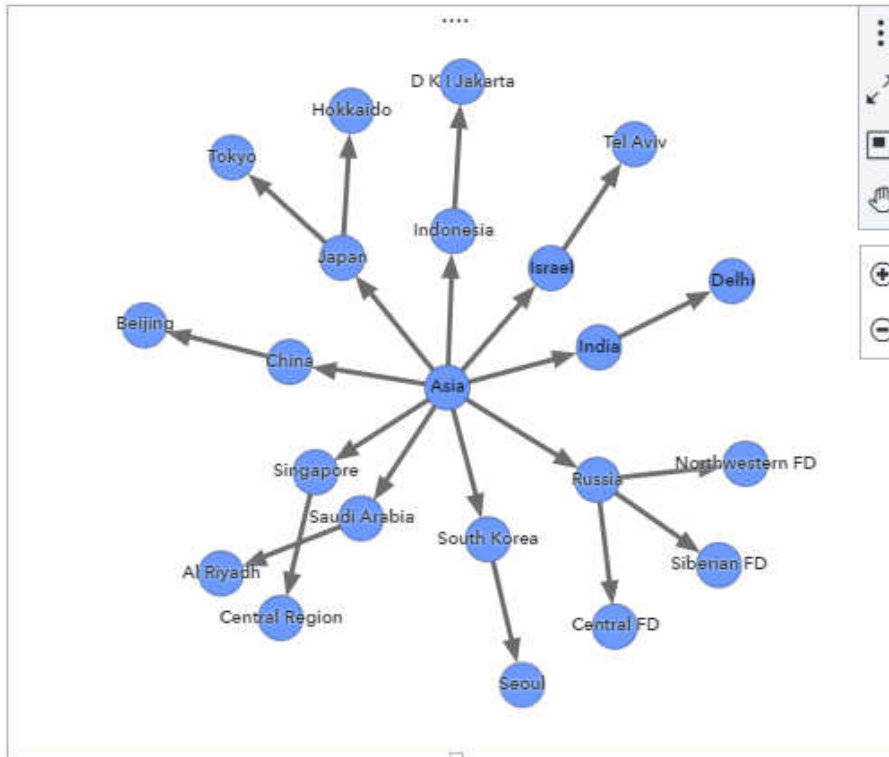 D K I Jakarta
Hokkaido
Tel Aviv
Tokyo
Indonesia
Japan
Israel
Delhi
Beijing
India
China
Asia
Northwestern FD
Singapore
Russia
Saudi Arabia
South Korea
Siberian FD
Al Riyadh
Central Region
Central FD
Seoul